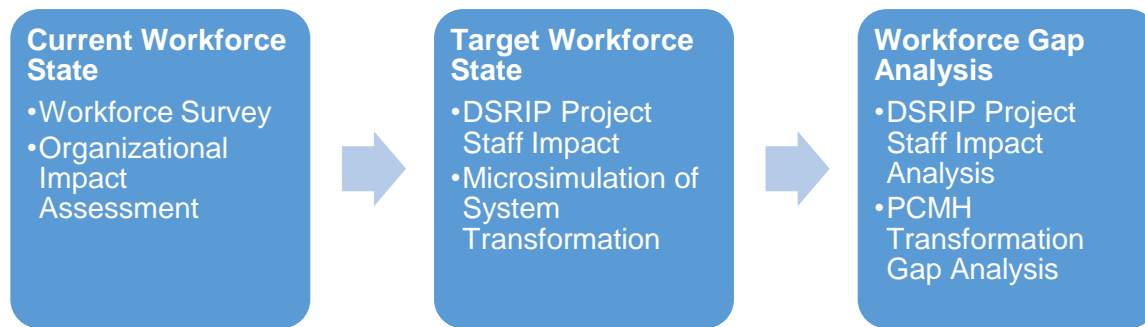 Current Workforce
State
•Workforce Survey
•Organizational
Impact
Assessment
Target Workforce
State
•DSRIP Project
Staff Impact
•Microsimulation of
System
Transformation
Workforce Gap
Analysis
•DSRIP Project
Staff Impact
Analysis
•PCMH
Transformation
Gap Analysis